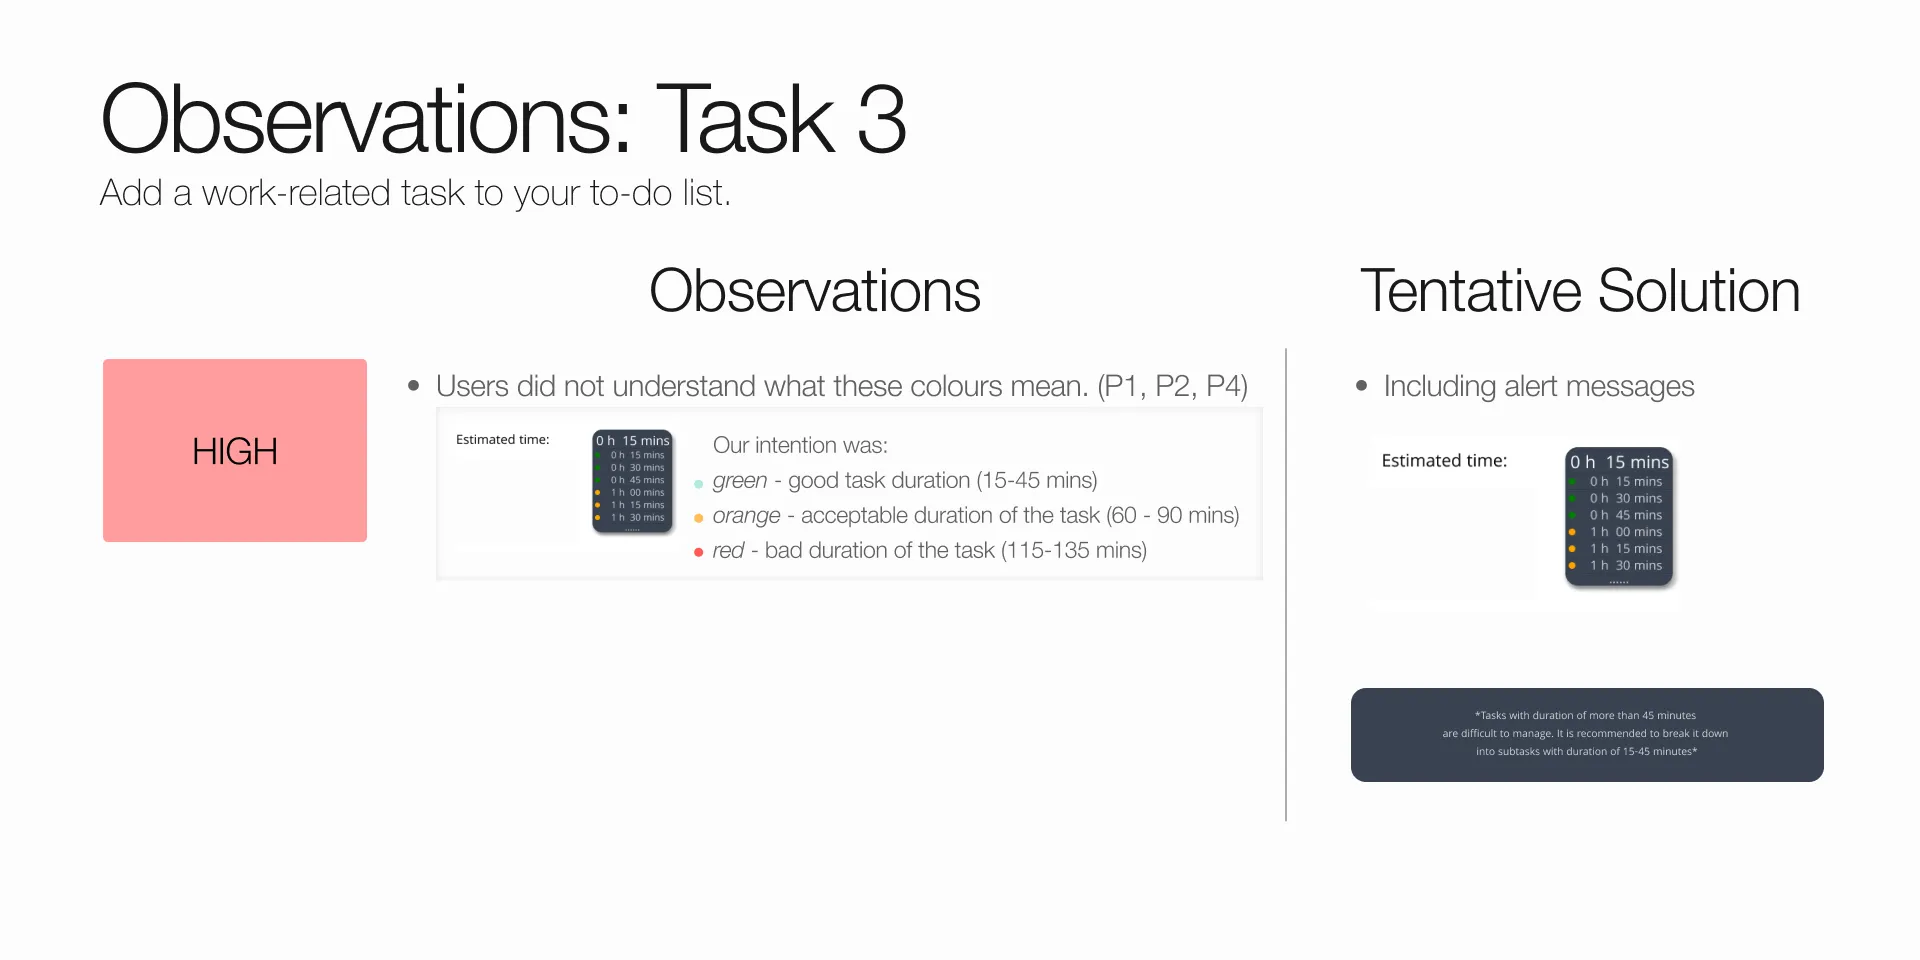 Observations: Task 3
Add a work-related task to your to-do list.
Observations
Tentative Solution
HIGH
• Users did not understand what these colours mean. (P1, P2, P4)
Estimated time:
0 h 15 mins
0 h 15 mins
0 h 30 mins
0 h 45 mins
1 h 00 mins
1 h 15 mins
1 h 30 mins
......
Our intention was:
green - good task duration (15-45 mins)
orange - acceptable duration of the task (60 - 90 mins)
red - bad duration of the task (115-135 mins)
• Including alert messages
Estimated time:
0 h 15 mins
0 h 15 mins
0 h 30 mins
0 h 45 mins
1 h 00 mins
1 h 15 mins
1 h 30 mins
......
*Tasks with duration of more than 45 minutes
are difficult to manage. It is recommended to break it down
into subtasks with duration of 15-45 minutes*